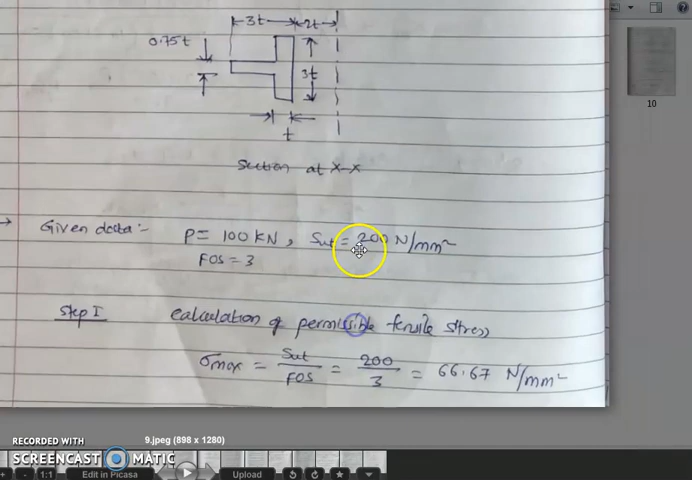 3t
2t
0.75t
3t
t
Section at X-X
Given data:-
P= 100 KN, Sut = 200 N/mm²
FOS = 3
Step I
calculation of permissible tensile stress
σmax = Sut/FOS = 200/3 = 66.67 N/mm²
10
RECORDED WITH
SCREENCAST MATIC
9.jpeg (898 x 1280)
1:1
Edit in Picasa
Upload